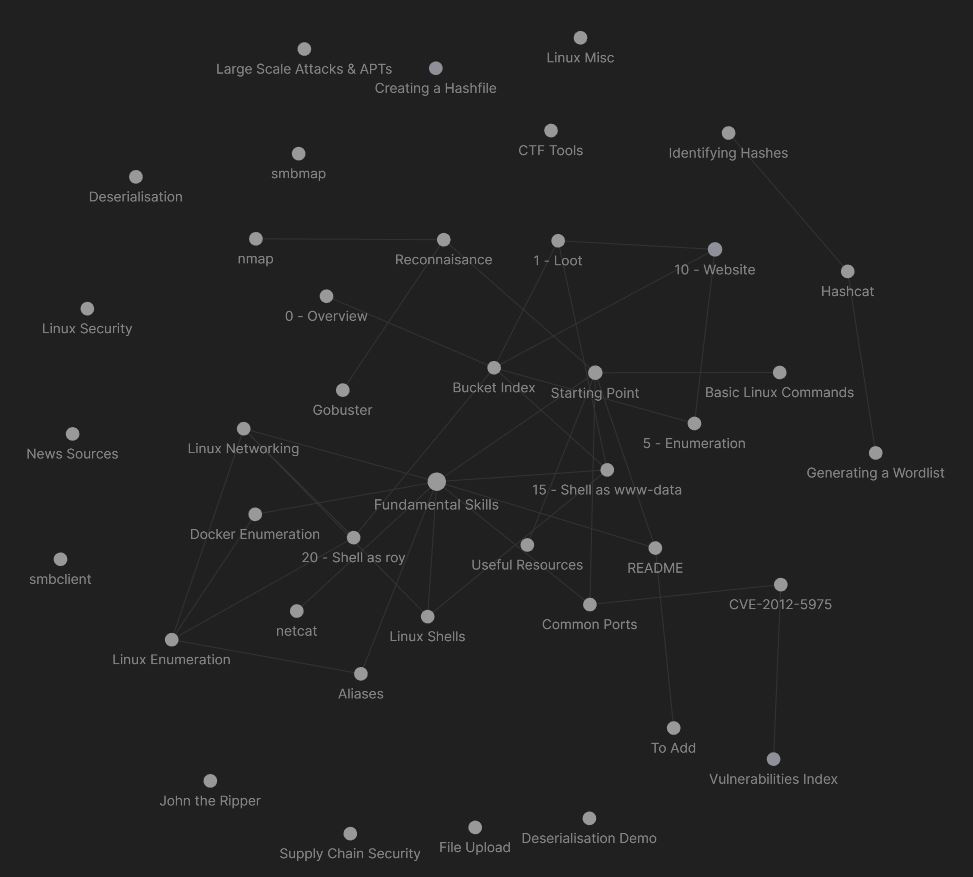 Linux Misc
Large Scale Attacks & APTs
Creating a Hashfile
CTF Tools
Identifying Hashes
smbmap
Deserialisation
nmap
Reconnaisance
1 - Loot
10 - Website
Hashcat
0 - Overview
Linux Security
Bucket Index
Starting Point
Basic Linux Commands
Gobuster
5 - Enumeration
Linux Networking
News Sources
Generating a Wordlist
15 - Shell as www-data
Fundamental Skills
Docker Enumeration
20 - Shell as roy
Useful Resources
README
smbclient
CVE-2012-5975
Common Ports
netcat
Linux Shells
Linux Enumeration
Aliases
To Add
Vulnerabilities Index
John the Ripper
Deserialisation Demo
File Upload
Supply Chain Security